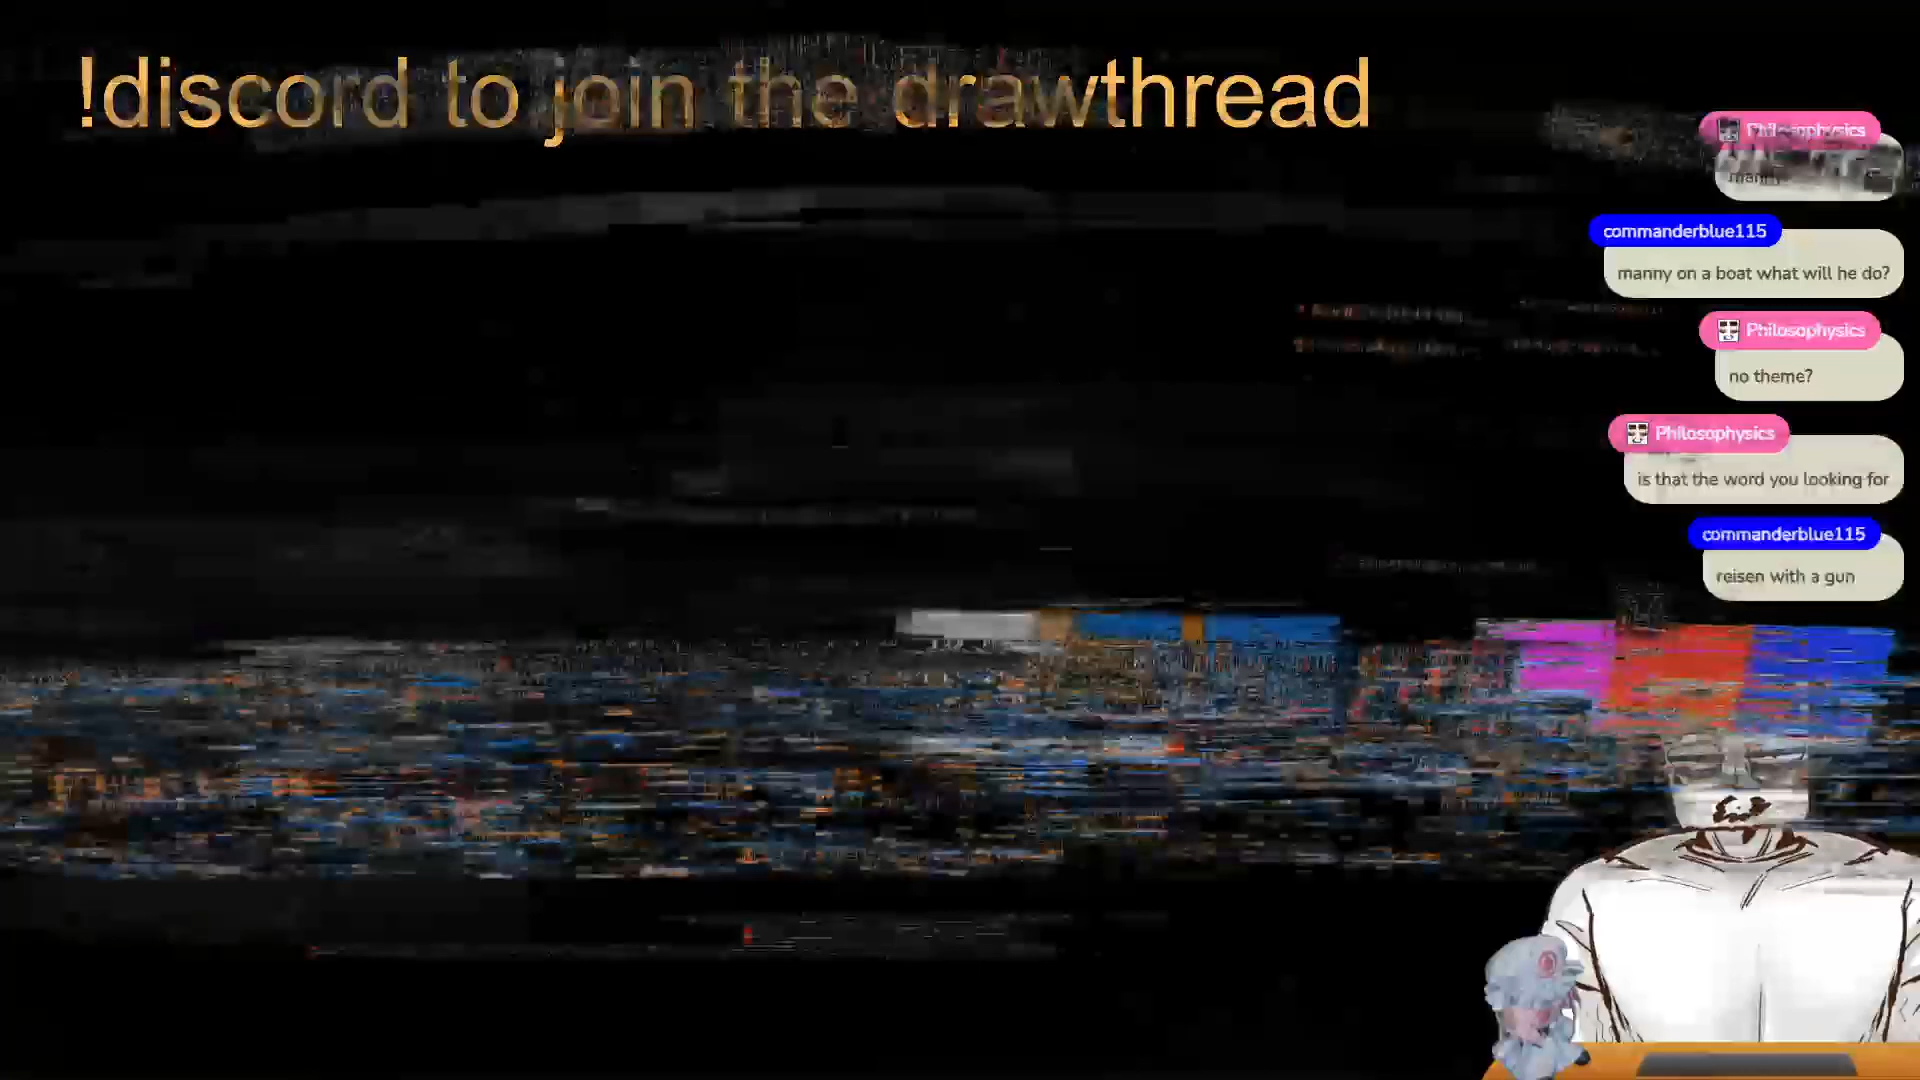 !discord to join the drawthread
Philosophysics
commanderblue115
manny on a boat what will he do?
Philosophysics
no theme?
Philosophysics
is that the word you looking for
commanderblue115
reisen with a gun